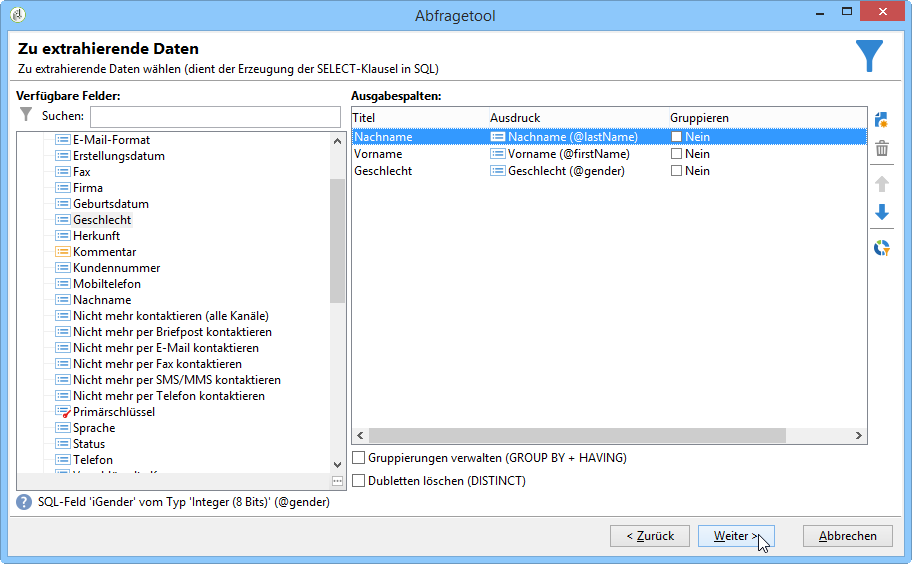 Abfragetool
Zu extrahierende Daten
Zu extrahierende Daten wählen (dient der Erzeugung der SELECT-Klausel in SQL)
Verfügbare Felder:
Suchen:
E-Mail-Format
Erstellungsdatum
Fax
Firma
Geburtsdatum
Geschlecht
Herkunft
Kommentar
Kundennummer
Mobiltelefon
Nachname
Nicht mehr kontaktieren (alle Kanäle)
Nicht mehr per Briefpost kontaktieren
Nicht mehr per E-Mail kontaktieren
Nicht mehr per Fax kontaktieren
Nicht mehr per SMS/MMS kontaktieren
Nicht mehr per Telefon kontaktieren
Primärschlüssel
Sprache
Status
Telefon
Ausgabespalten:
Titel Ausdruck Gruppieren
Nachname Nachname (@lastName) Nein
Vorname Vorname (@firstName) Nein
Geschlecht Geschlecht (@gender) Nein
Gruppierungen verwalten (GROUP BY + HAVING)
Dubletten löschen (DISTINCT)
SQL-Feld 'iGender' vom Typ 'Integer (8 Bits)' (@gender)
< Zurück Weiter > Abbrechen